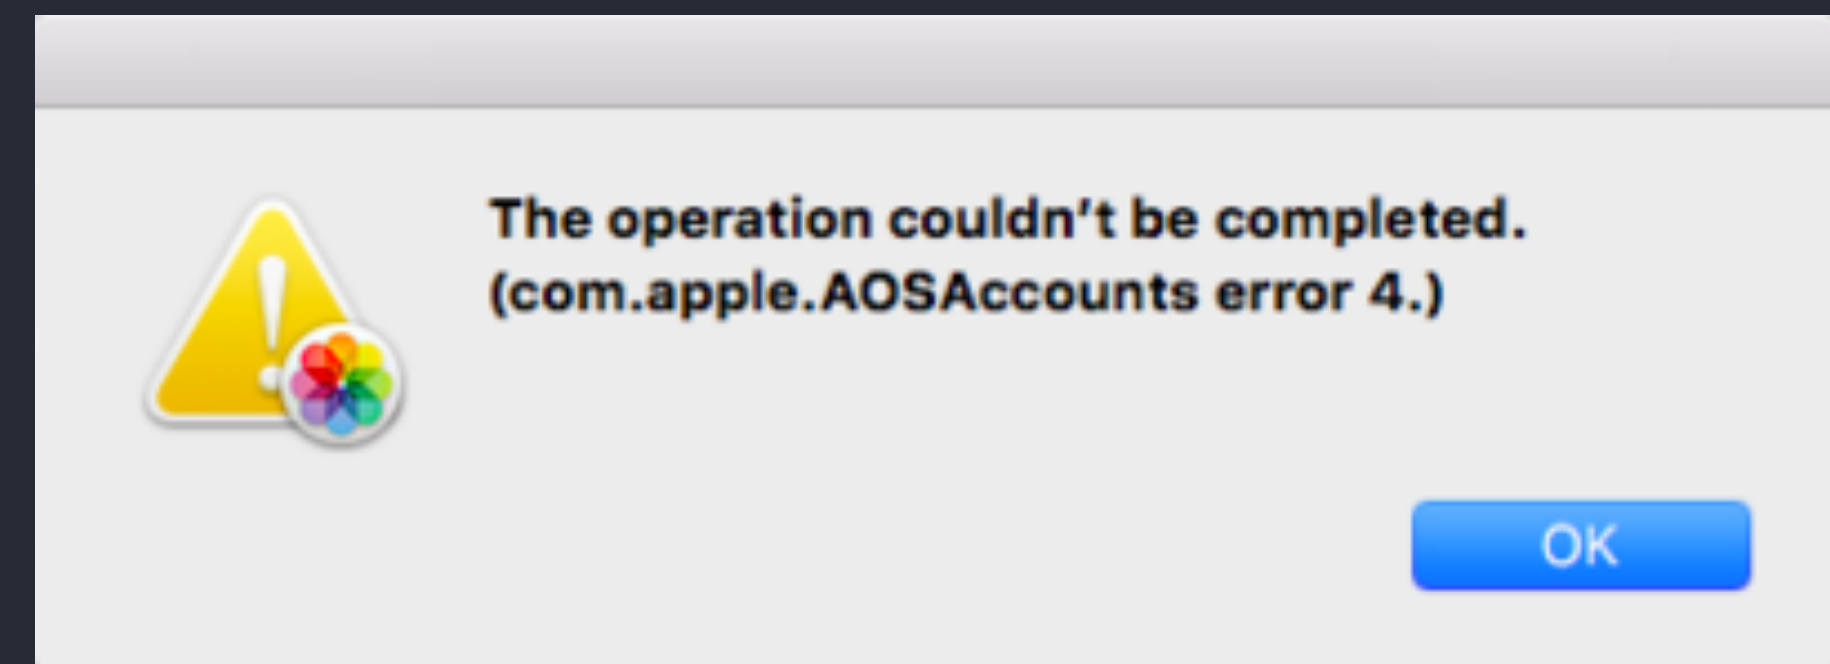 The operation couldn’t be completed.
(com.apple.AOSAccounts error 4.)
OK